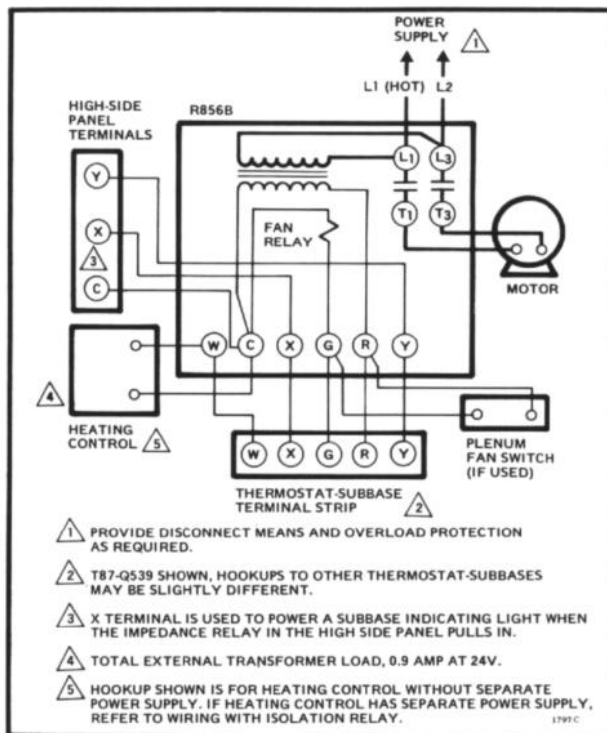 POWER
SUPPLY 1
L1 (HOT) L2
HIGH-SIDE
PANEL
TERMINALS
R856B
Y
X
3
C
L1 L3
T1 T3
FAN
RELAY
MOTOR
W C X G R Y
4
HEATING
CONTROL 5
W X G R Y
PLENUM
FAN SWITCH
(IF USED)
THERMOSTAT-SUBBASE
TERMINAL STRIP 2
1 PROVIDE DISCONNECT MEANS AND OVERLOAD PROTECTION
AS REQUIRED.
2 T87-Q539 SHOWN, HOOKUPS TO OTHER THERMOSTAT-SUBBASES
MAY BE SLIGHTLY DIFFERENT.
3 X TERMINAL IS USED TO POWER A SUBBASE INDICATING LIGHT WHEN
THE IMPEDANCE RELAY IN THE HIGH SIDE PANEL PULLS IN.
4 TOTAL EXTERNAL TRANSFORMER LOAD, 0.9 AMP AT 24V.
5 HOOKUP SHOWN IS FOR HEATING CONTROL WITHOUT SEPARATE
POWER SUPPLY. IF HEATING CONTROL HAS SEPARATE POWER SUPPLY,
REFER TO WIRING WITH ISOLATION RELAY.
1797C